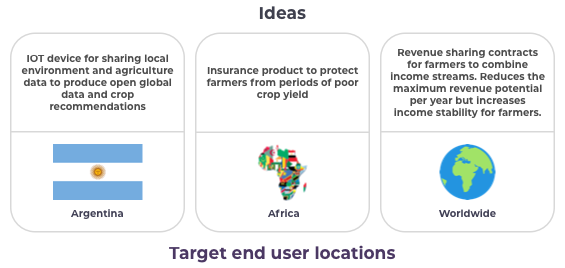 Ideas
IOT device for sharing local
environment and agriculture
data to produce open global
data and crop
recommendations
Insurance product to protect
farmers from periods of poor
crop yield
Revenue sharing contracts
for farmers to combine
income streams. Reduces the
maximum revenue potential
per year but increases
income stability for farmers.
Argentina
Africa
Worldwide
Target end user locations